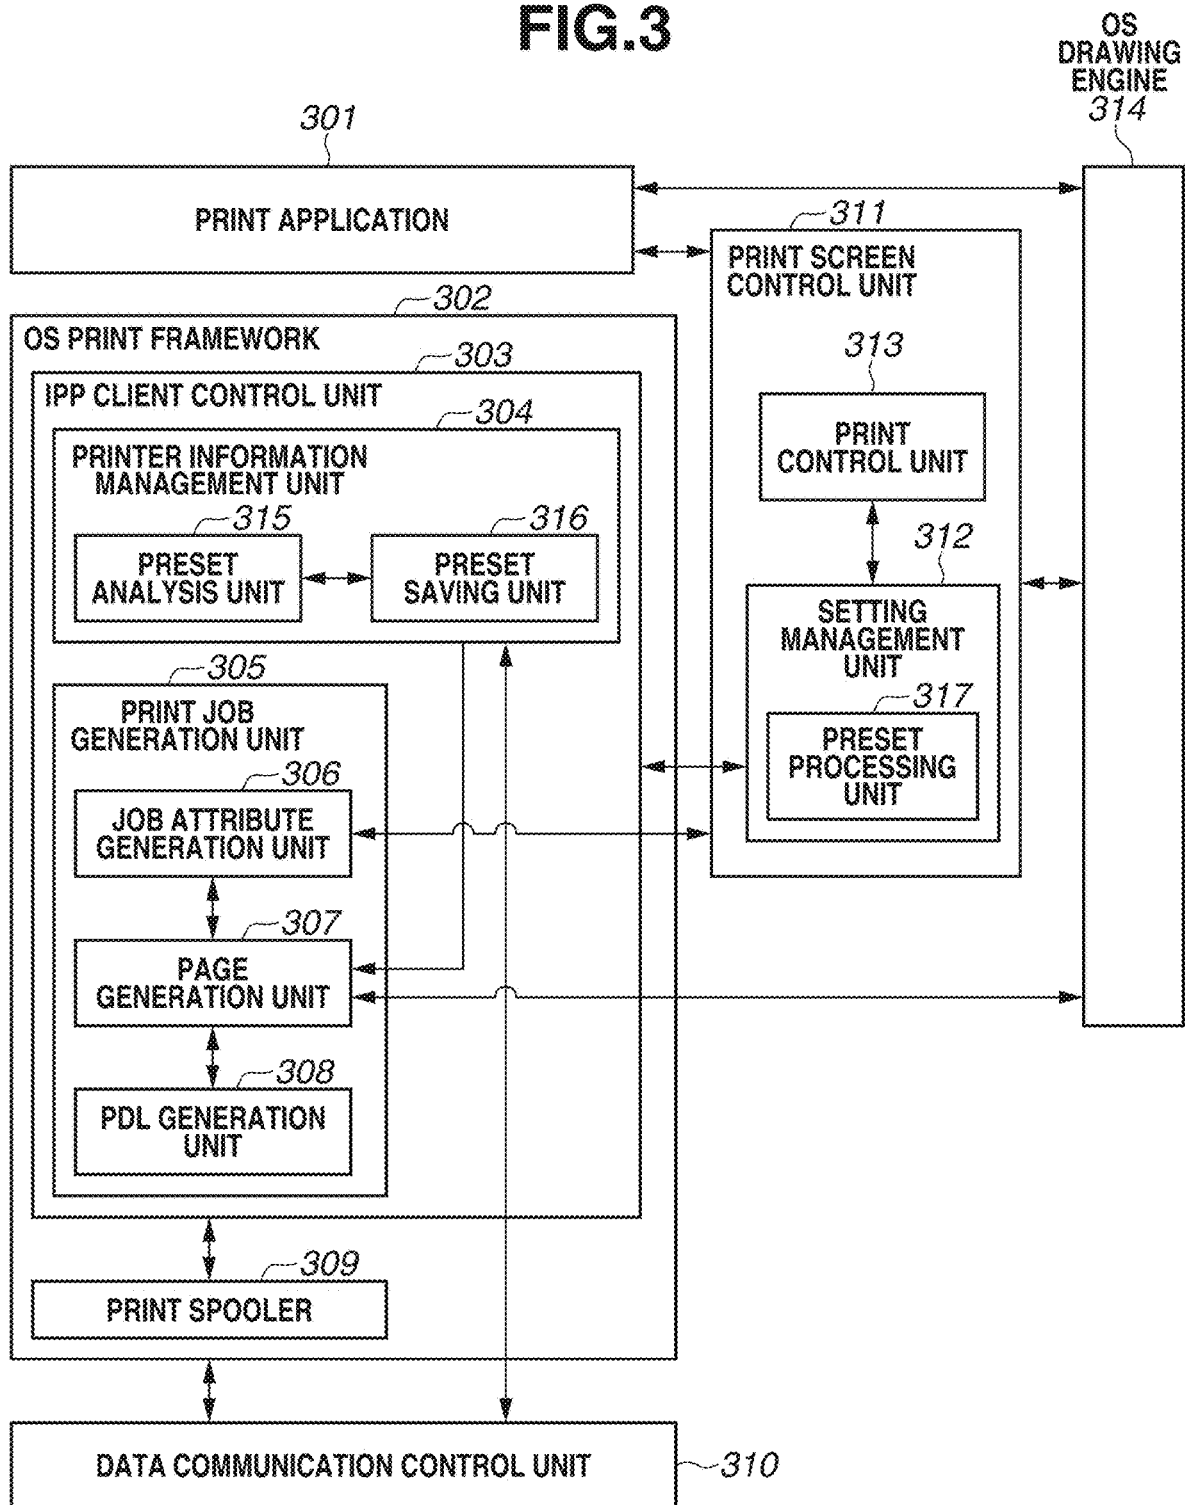 FIG.3
OS
DRAWING
ENGINE
314
301
PRINT APPLICATION
311
PRINT SCREEN
CONTROL UNIT
302
OS PRINT FRAMEWORK
303
IPP CLIENT CONTROL UNIT
313
PRINT
CONTROL UNIT
304
PRINTER INFORMATION
MANAGEMENT UNIT
315
PRESET
ANALYSIS UNIT
316
PRESET
SAVING UNIT
312
SETTING
MANAGEMENT
UNIT
317
PRESET
PROCESSING
UNIT
305
PRINT JOB
GENERATION UNIT
306
JOB ATTRIBUTE
GENERATION UNIT
307
PAGE
GENERATION UNIT
308
PDL GENERATION
UNIT
309
PRINT SPOOLER
DATA COMMUNICATION CONTROL UNIT
310